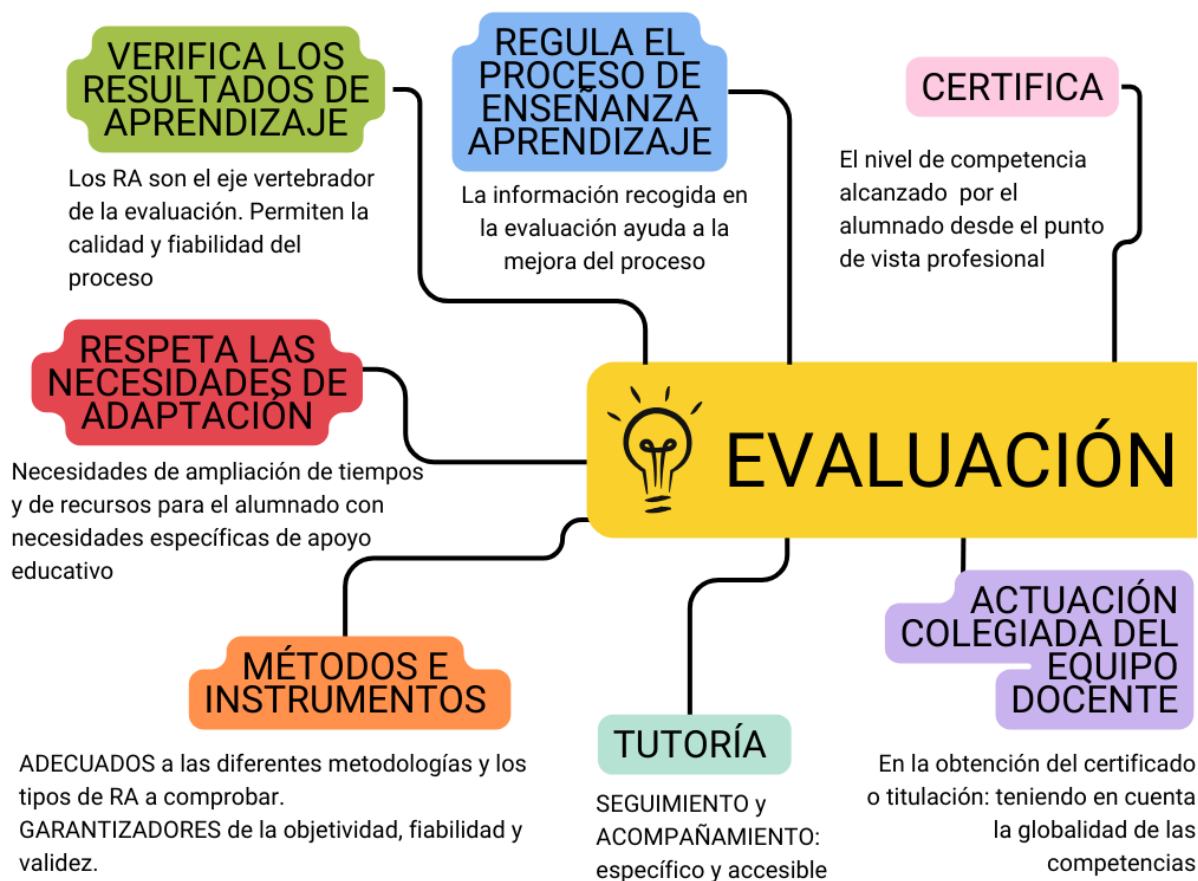 VERIFICA LOS
RESULTADOS DE
APRENDIZAJE
Los RA son el eje vertebrador
de la evaluación. Permiten la
calidad y fiabilidad del
proceso
REGULA EL
PROCESO DE
ENSEÑANZA
APRENDIZAJE
La información recogida en
la evaluación ayuda a la
mejora del proceso
CERTIFICA
El nivel de competencia
alcanzado  por el
alumnado desde el punto
de vista profesional
RESPETA LAS
NECESIDADES DE
ADAPTACIÓN
Necesidades de ampliación de tiempos
y de recursos para el alumnado con
necesidades específicas de apoyo
educativo
EVALUACIÓN
MÉTODOS E
INSTRUMENTOS
ADECUADOS a las diferentes metodologías y los
tipos de RA a comprobar.
GARANTIZADORES de la objetividad, fiabilidad y
validez.
TUTORÍA
SEGUIMIENTO y
ACOMPAÑAMIENTO:
específico y accesible
ACTUACIÓN
COLEGIADA DEL
EQUIPO
DOCENTE
En la obtención del certificado
o titulación: teniendo en cuenta
la globalidad de las
competencias